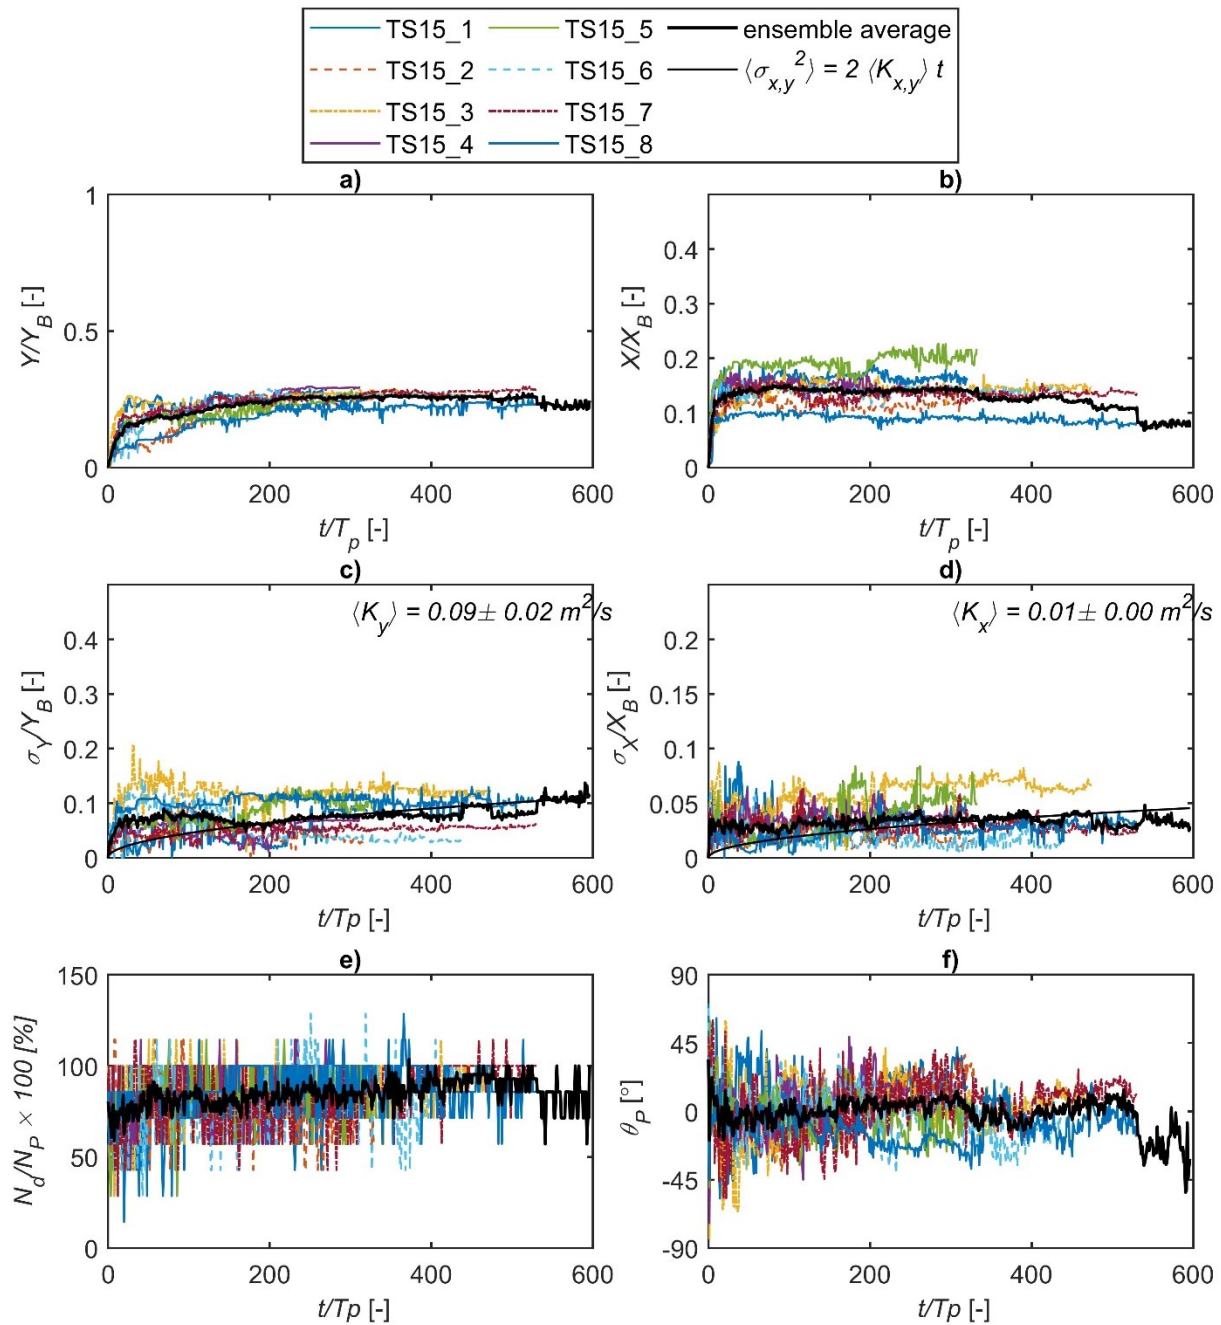 TS15_1
TS15_5
ensemble average
TS15_2
TS15_6
⟨σx,y²⟩ = 2 ⟨Kx,y⟩ t
TS15_3
TS15_7
TS15_4
TS15_8
a)
1
0.5
0
Y/YB [-]
0 200 400 600
t/Tp [-]
b)
0.4
0.3
0.2
0.1
0
X/XB [-]
0 200 400 600
t/Tp [-]
c)
⟨Ky⟩ = 0.09± 0.02 m²/s
0.4
0.3
0.2
0.1
0
σY/YB [-]
0 200 400 600
t/Tp [-]
d)
⟨Kx⟩ = 0.01± 0.00 m²/s
0.2
0.15
0.1
0.05
0
σX/XB [-]
0 200 400 600
t/Tp [-]
e)
150
100
50
0
Nd/NP × 100 [%]
0 200 400 600
t/Tp [-]
f)
90
45
0
-45
-90
θP [°]
0 200 400 600
t/Tp [-]